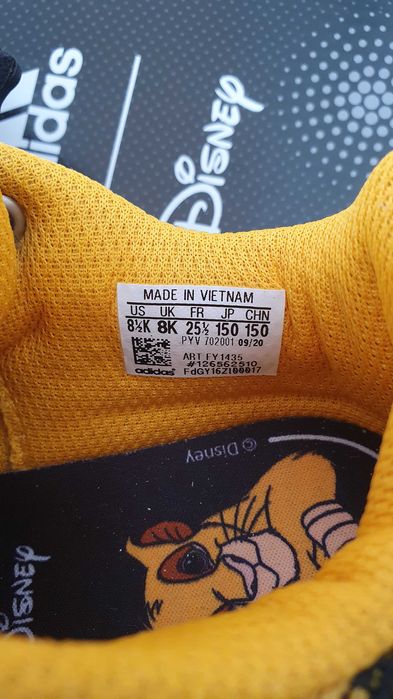 adidas
Disney
MADE IN VIETNAM
US UK FR JP CHN
8½K 8K 25½ 150 150
PYV 702001 09/20
ART FY1435
#126562510
adidas FdGY16Z100017
© Disney
Disney